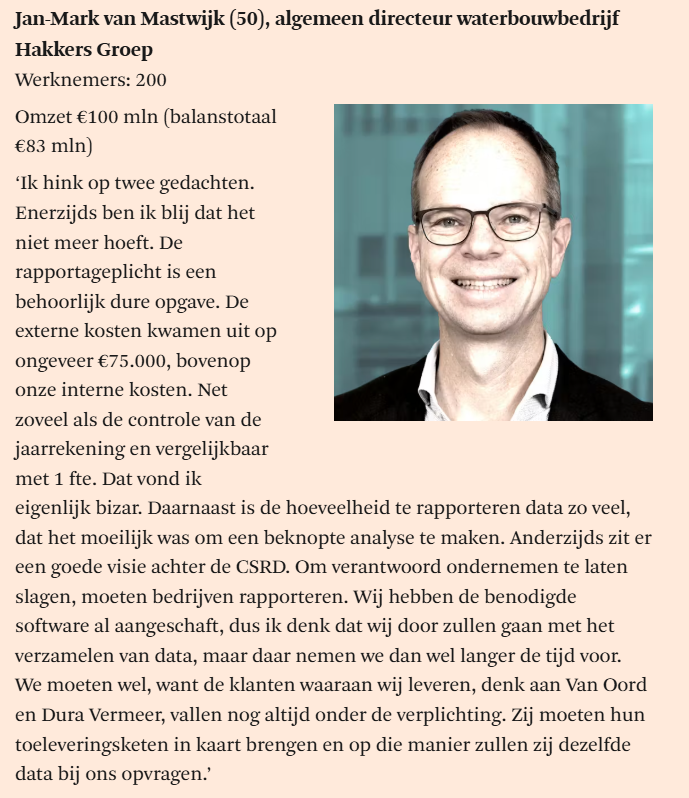 Jan-Mark van Mastwijk (50), algemeen directeur waterbouwbedrijf
Hakkers Groep
Werknemers: 200
Omzet €100 mln (balanstotaal
€83 mln)
‘Ik hink op twee gedachten.
Enerzijds ben ik blij dat het
niet meer hoeft. De
rapportageplicht is een
behoorlijk dure opgave. De
externe kosten kwamen uit op
ongeveer €75.000, bovenop
onze interne kosten. Net
zoveel als de controle van de
jaarrekening en vergelijkbaar
met 1 fte. Dat vond ik
eigenlijk bizar. Daarnaast is de hoeveelheid te rapporteren data zo veel,
dat het moeilijk was om een beknopte analyse te maken. Anderzijds zit er
een goede visie achter de CSRD. Om verantwoord ondernemen te laten
slagen, moeten bedrijven rapporteren. Wij hebben de benodigde
software al aangeschaft, dus ik denk dat wij door zullen gaan met het
verzamelen van data, maar daar nemen we dan wel langer de tijd voor.
We moeten wel, want de klanten waaraan wij leveren, denk aan Van Oord
en Dura Vermeer, vallen nog altijd onder de verplichting. Zij moeten hun
toeleveringsketen in kaart brengen en op die manier zullen zij dezelfde
data bij ons opvragen.’